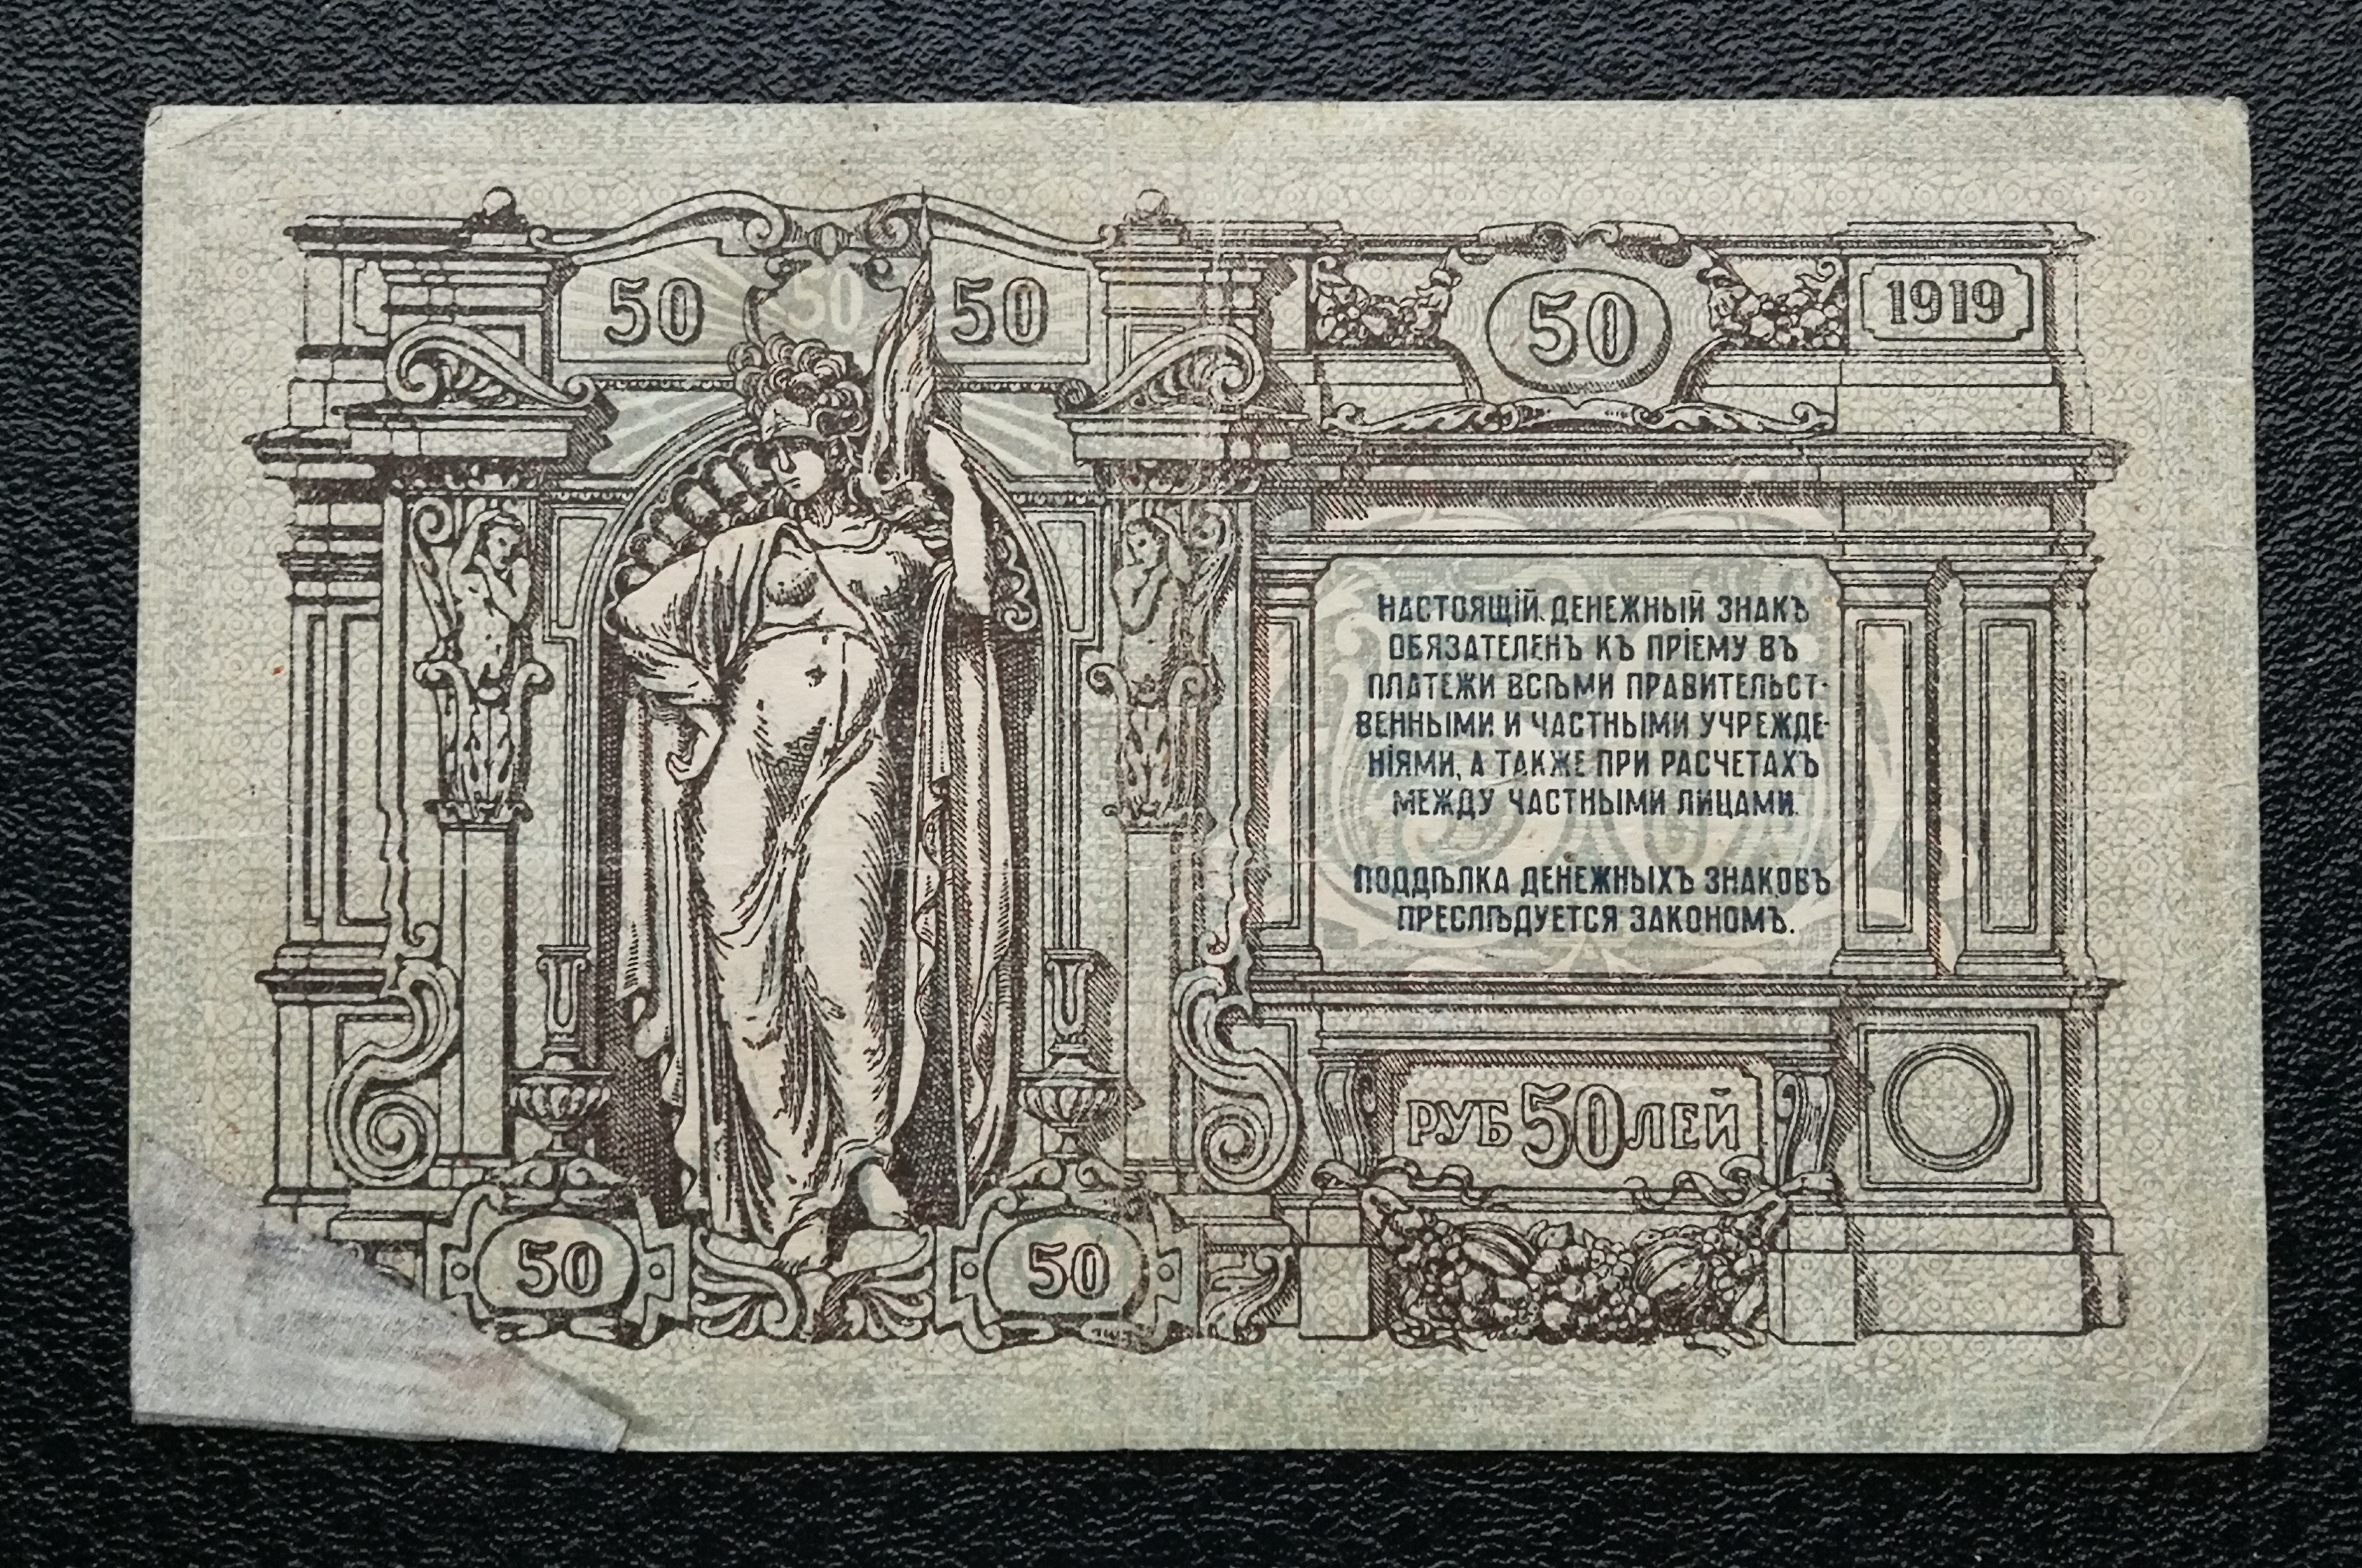 50 50 50
50
1919
НАСТОЯЩІЙ ДЕНЕЖНЫЙ ЗНАКЪ
ОБЯЗАТЕЛЕНЪ КЪ ПРІЕМУ ВЪ
ПЛАТЕЖИ ВСѢМИ ПРАВИТЕЛЬСТ-
ВЕННЫМИ И ЧАСТНЫМИ УЧРЕЖДЕ-
НІЯМИ, А ТАКЖЕ ПРИ РАСЧЕТАХЪ
МЕЖДУ ЧАСТНЫМИ ЛИЦАМИ.
ПОДДѢЛКА ДЕНЕЖНЫХЪ ЗНАКОВЪ
ПРЕСЛѢДУЕТСЯ ЗАКОНОМЪ.
РУБ 50 ЛЕЙ
50 50